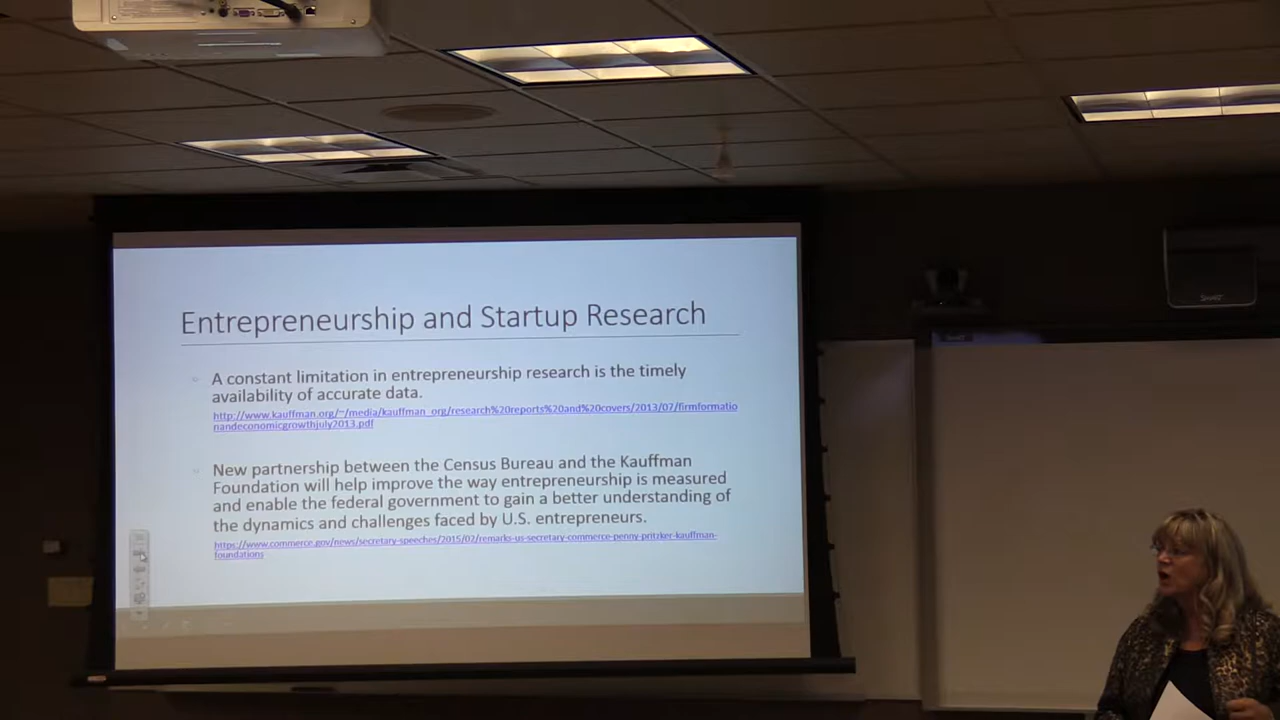 Entrepreneurship and Startup Research
A constant limitation in entrepreneurship research is the timely
availability of accurate data.
http://www.kauffman.org/~/media/kauffman_org/research%20reports%20and%20covers/2013/07/firmformatio
nandeconomicgrowthjuly2013.pdf
New partnership between the Census Bureau and the Kauffman
Foundation will help improve the way entrepreneurship is measured
and enable the federal government to gain a better understanding of
the dynamics and challenges faced by U.S. entrepreneurs.
https://www.commerce.gov/news/secretary-speeches/2015/02/remarks-us-secretary-commerce-penny-pritzker-kauffman-
foundations
SMART